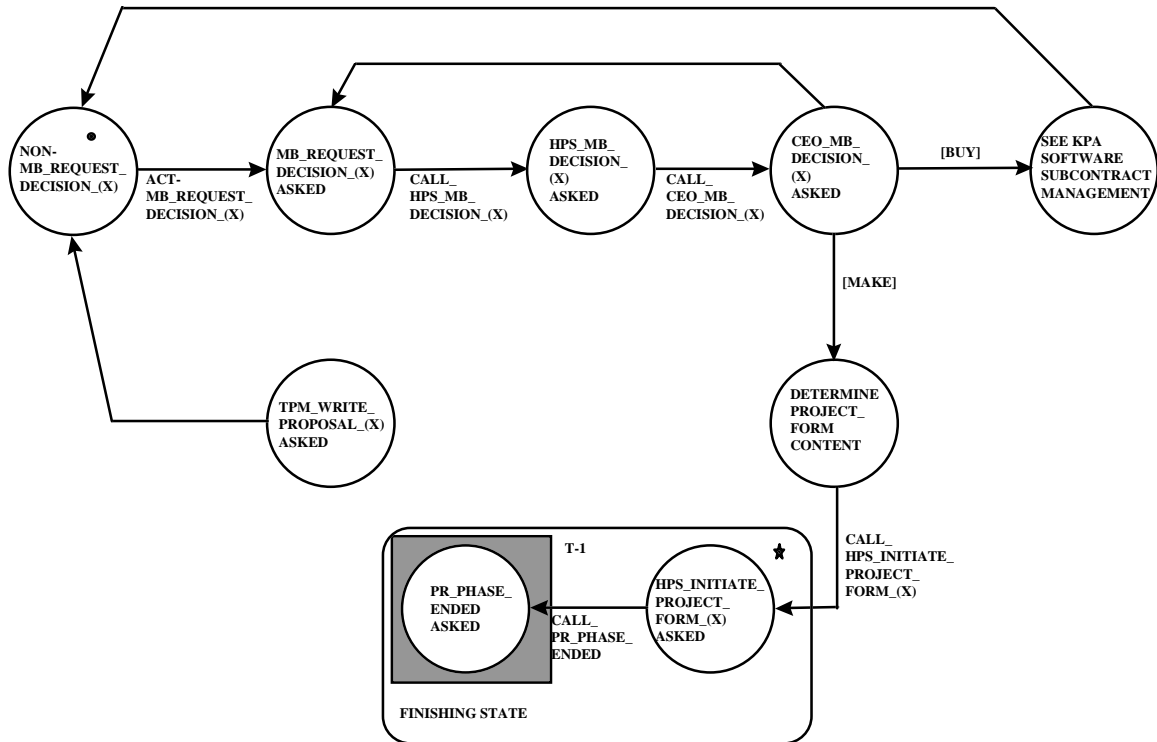 NON-
MB_REQUEST_
DECISION_(X)
ACT-
MB_REQUEST_
DECISION_(X)
MB_REQUEST_
DECISION_(X)
ASKED
CALL_
HPS_MB_
DECISION_(X)
HPS_MB_
DECISION_
(X)
ASKED
CALL_
CEO_MB_
DECISION_(X)
CEO_MB_
DECISION_
(X)
ASKED
[BUY]
SEE KPA
SOFTWARE
SUBCONTRACT
MANAGEMENT
[MAKE]
TPM_WRITE_
PROPOSAL_(X)
ASKED
DETERMINE
PROJECT_
FORM
CONTENT
CALL_
HPS_INITIATE_
PROJECT_
FORM_(X)
T-1
PR_PHASE_
ENDED
ASKED
CALL_
PR_PHASE_
ENDED
HPS_INITIATE_
PROJECT_
FORM_(X)
ASKED
FINISHING STATE